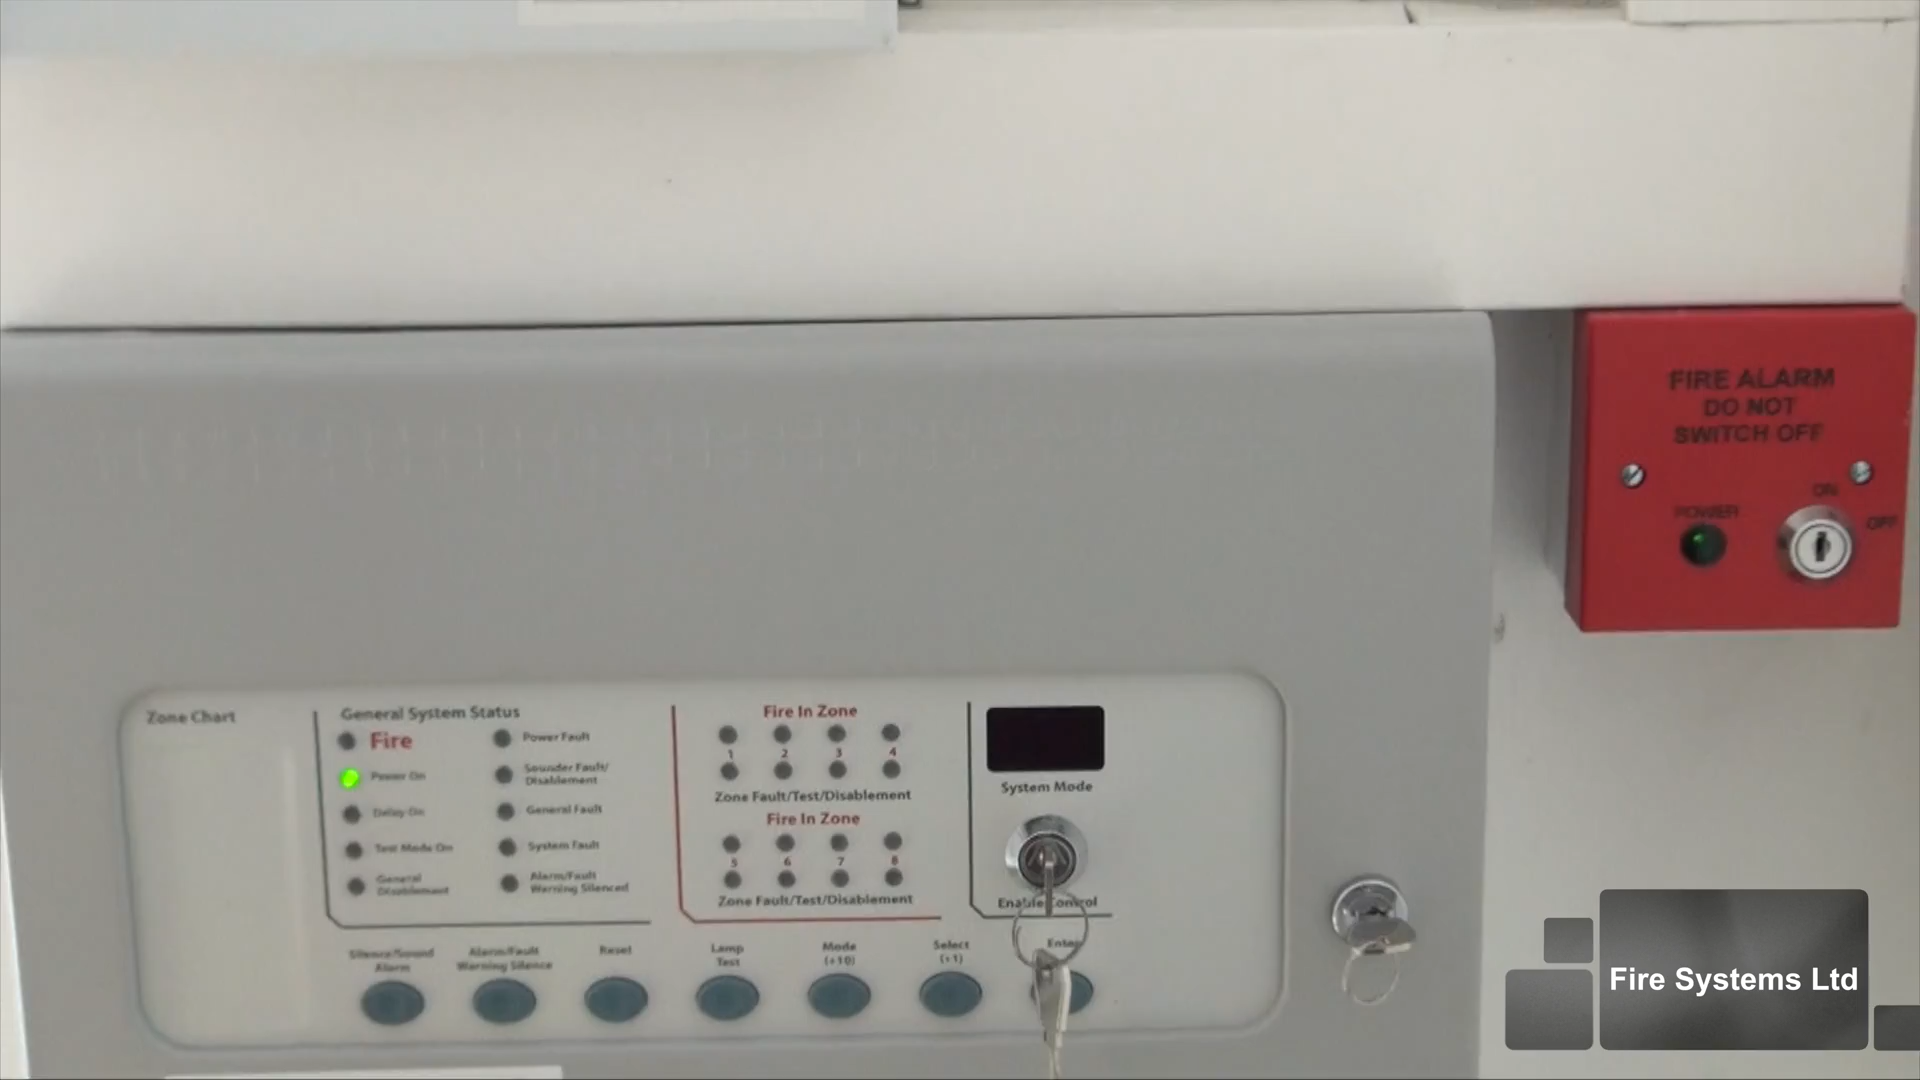 FIRE ALARM
DO NOT
SWITCH OFF
ON
POWER
OFF
Zone Chart
General System Status
Fire
Power Fault
Power On
Sounder Fault/
Disablement
Delay On
General Fault
Test Mode On
System Fault
General
Disablement
Alarm/Fault
Warning Silenced
Fire In Zone
1 2 3 4
Zone Fault/Test/Disablement
Fire In Zone
5 6 7 8
Zone Fault/Test/Disablement
System Mode
Enable Control
Silence/Sound
Alarm
Alarm/Fault
Warning Silence
Reset
Lamp
Test
Mode
(+10)
Select
(+1)
Enter
Fire Systems Ltd